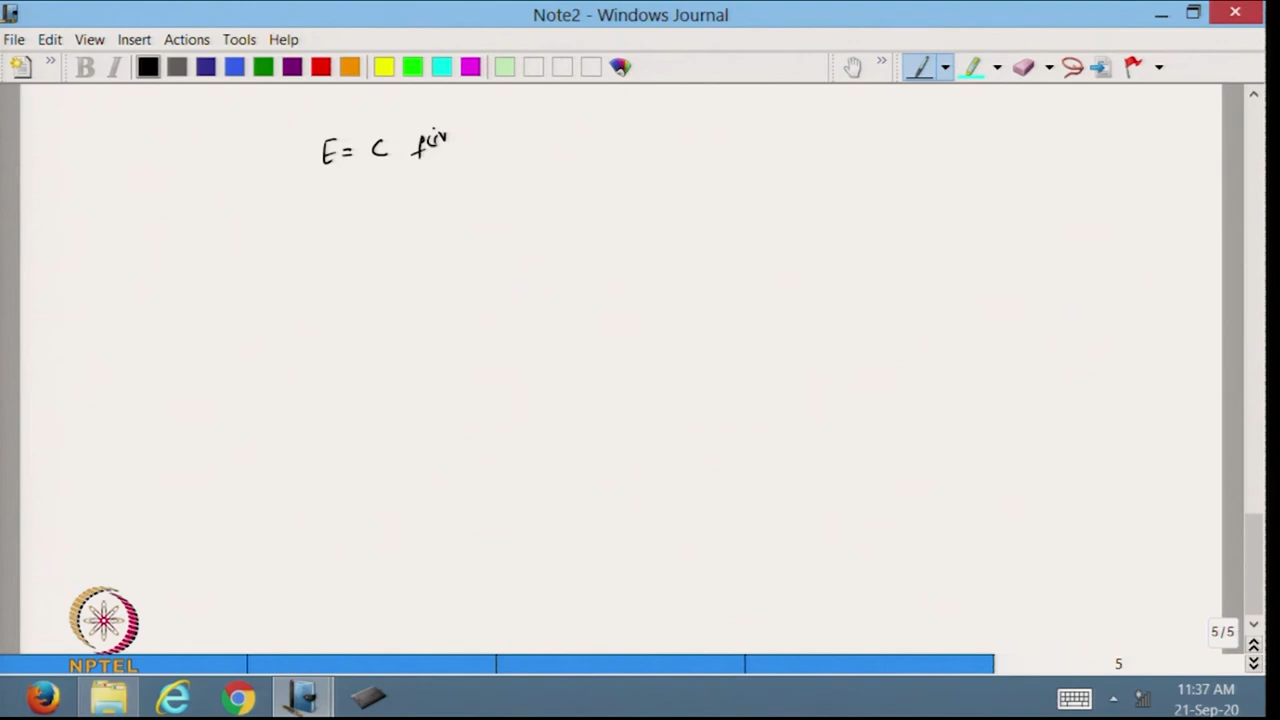 Note2 - Windows Journal
File Edit View Insert Actions Tools Help
B I
E = C f^(iv
5/5
NPTEL
5
11:37 AM
21-Sep-20